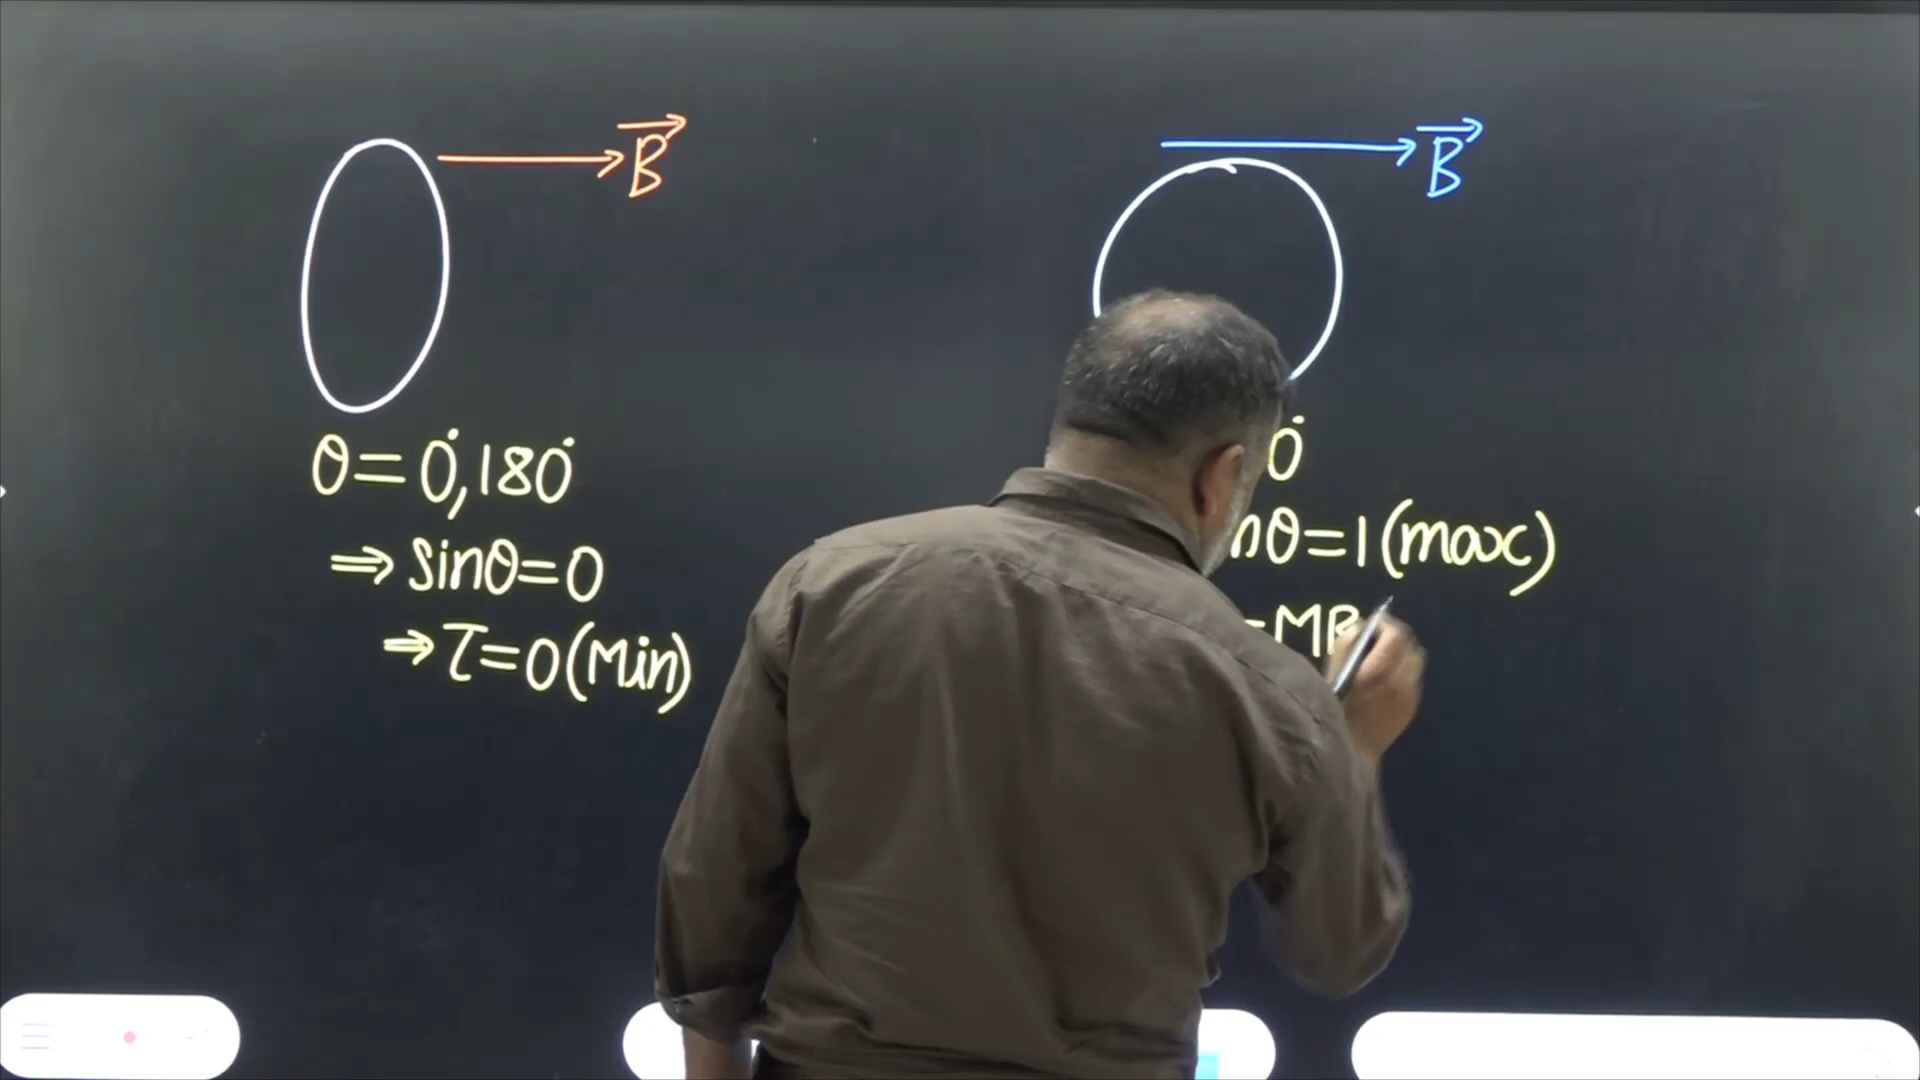 B
θ = 0°, 180°
⇒ sinθ = 0
⇒ τ = 0 (Min)
B
0°
nθ = 1 (max)
= MB